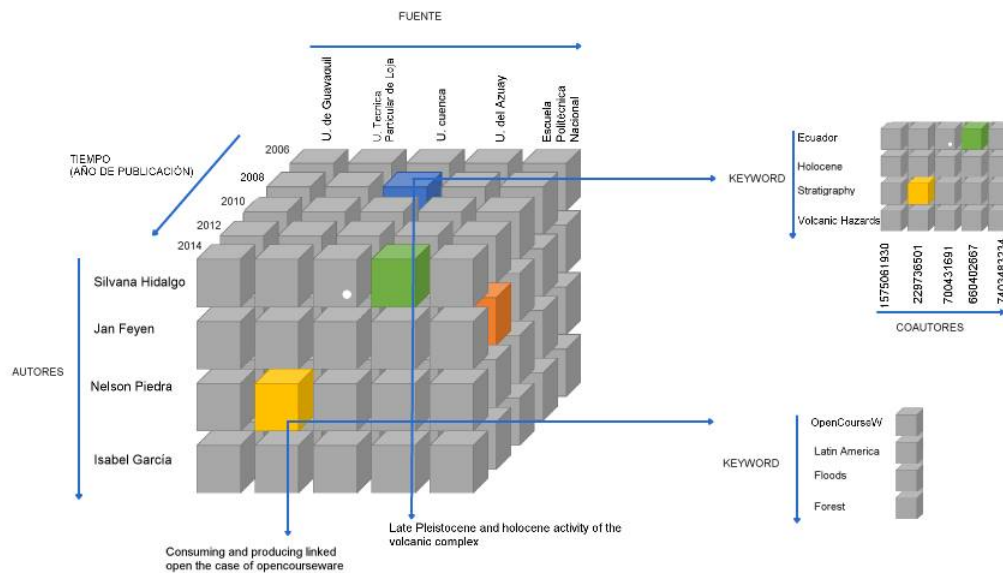 FUENTE
U. de Guayaquil
U. Tecnica
Particular de Loja
U. cuenca
U. del Azuay
Escuela
Politécnica
Nacional
TIEMPO
(AÑO DE PUBLICACIÓN)
2006
2008
2010
2012
2014
AUTORES
Silvana Hidalgo
Jan Feyen
Nelson Piedra
Isabel García
Consuming and producing linked
open the case of opencourseware
Late Pleistocene and holocene activity of the
volcanic complex
KEYWORD
Ecuador
Holocene
Stratigraphy
Volcanic Hazards
1575061930
229736501
700431691
660402667
7403483234
COAUTORES
KEYWORD
OpenCourseW
Latin America
Floods
Forest